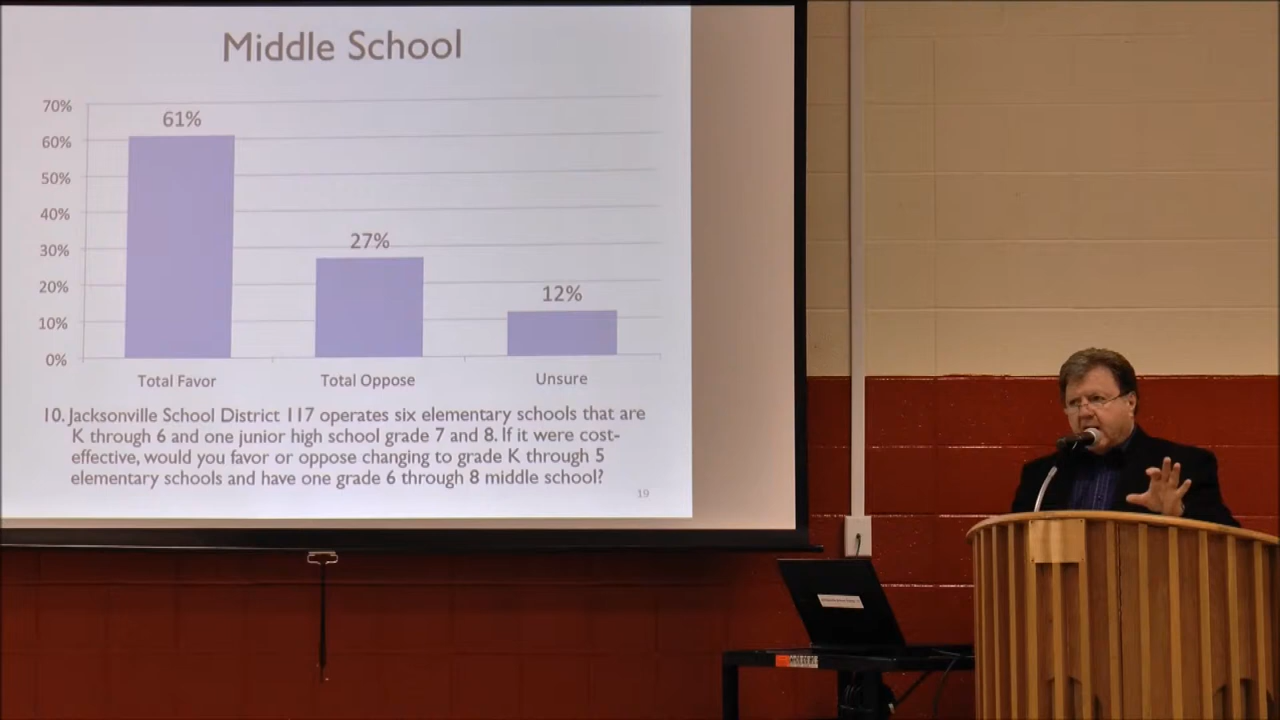 Middle School
70%
61%
60%
50%
40%
27%
30%
20%
12%
10%
0%
Total Favor
Total Oppose
Unsure
10. Jacksonville School District 117 operates six elementary schools that are
K through 6 and one junior high school grade 7 and 8. If it were cost-
effective, would you favor or oppose changing to grade K through 5
elementary schools and have one grade 6 through 8 middle school?
19